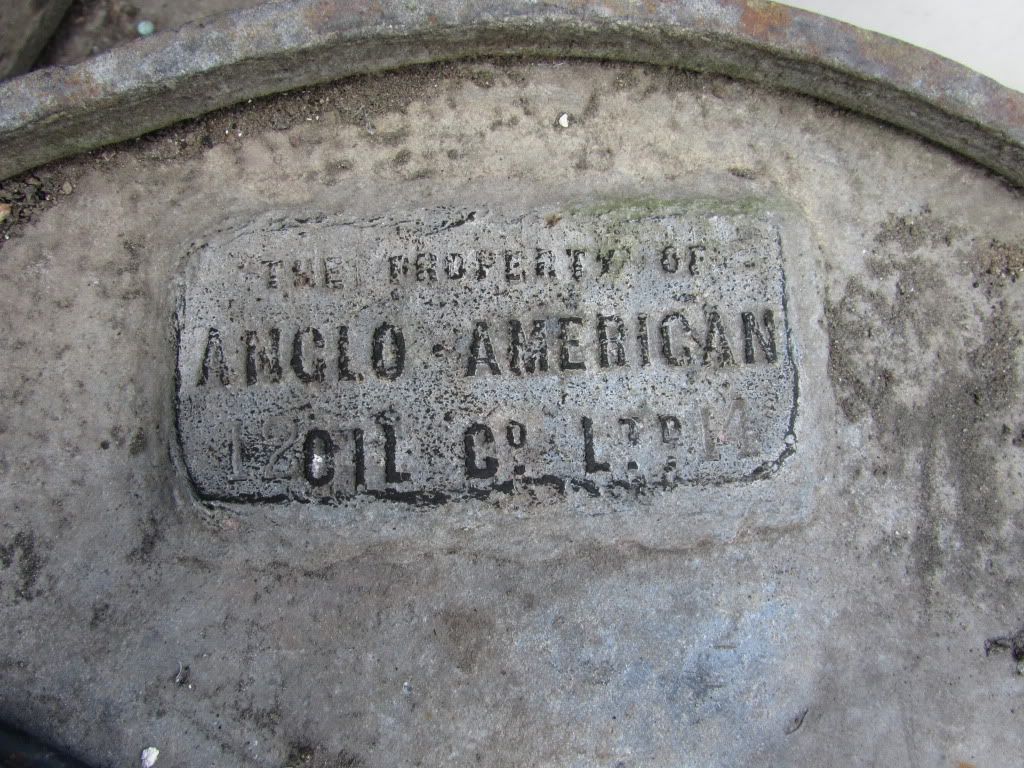 THE PROPERTY OF
ANGLO-AMERICAN
12 OIL Cº LTD 14